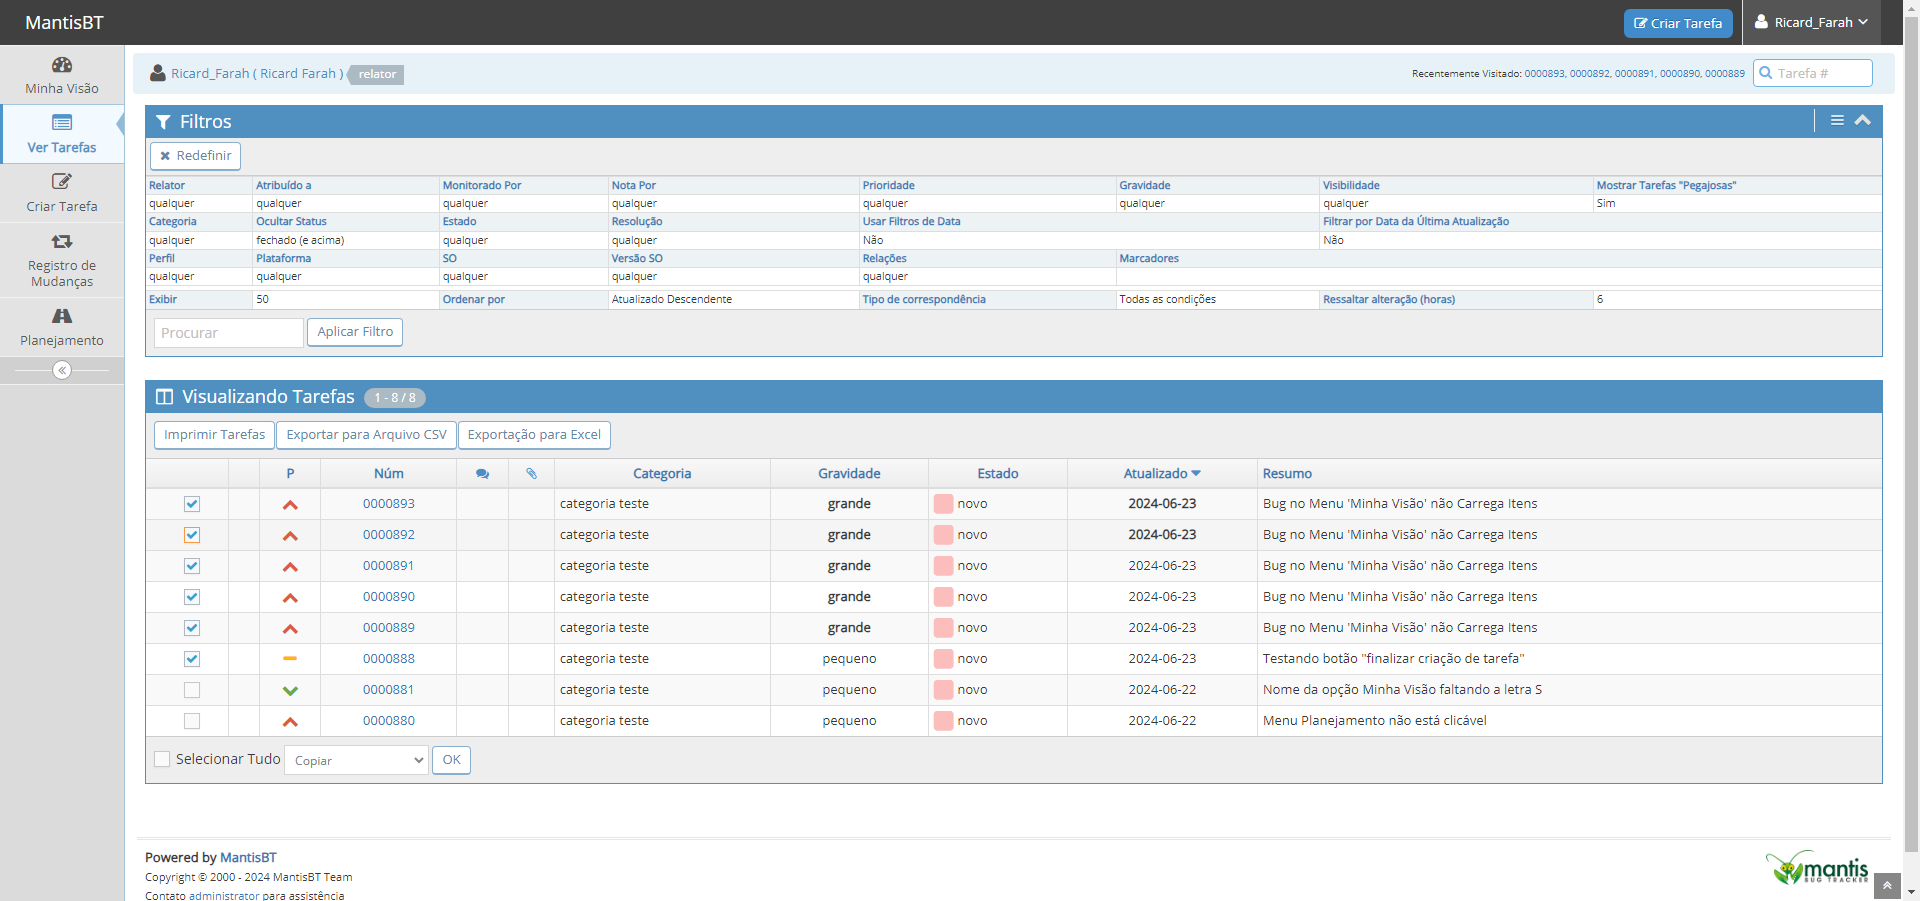 MantisBT
Criar Tarefa
Ricard_Farah
Minha Visão
Ver Tarefas
Criar Tarefa
Registro de
Mudanças
Planejamento
Ricard_Farah ( Ricard Farah ) relator
Recentemente Visitado: 0000893, 0000892, 0000891, 0000890, 0000889
Tarefa #
Filtros
Redefinir
Relator Atribuído a Monitorado Por Nota Por Prioridade Gravidade Visibilidade Mostrar Tarefas "Pegajosas"
qualquer qualquer qualquer qualquer qualquer qualquer qualquer Sim
Categoria Ocultar Status Estado Resolução Usar Filtros de Data Filtrar por Data da Última Atualização
qualquer fechado (e acima) qualquer qualquer Não Não
Perfil Plataforma SO Versão SO Relações Marcadores
qualquer qualquer qualquer qualquer qualquer
Exibir 50 Ordenar por Atualizado Descendente Tipo de correspondência Todas as condições Ressaltar alteração (horas) 6
Procurar Aplicar Filtro
Visualizando Tarefas 1 - 8 / 8
Imprimir Tarefas Exportar para Arquivo CSV Exportação para Excel
P Núm Categoria Gravidade Estado Atualizado Resumo
0000893 categoria teste grande novo 2024-06-23 Bug no Menu 'Minha Visão' não Carrega Itens
0000892 categoria teste grande novo 2024-06-23 Bug no Menu 'Minha Visão' não Carrega Itens
0000891 categoria teste grande novo 2024-06-23 Bug no Menu 'Minha Visão' não Carrega Itens
0000890 categoria teste grande novo 2024-06-23 Bug no Menu 'Minha Visão' não Carrega Itens
0000889 categoria teste grande novo 2024-06-23 Bug no Menu 'Minha Visão' não Carrega Itens
0000888 categoria teste pequeno novo 2024-06-23 Testando botão "finalizar criação de tarefa"
0000881 categoria teste pequeno novo 2024-06-22 Nome da opção Minha Visão faltando a letra S
0000880 categoria teste pequeno novo 2024-06-22 Menu Planejamento não está clicável
Selecionar Tudo Copiar OK
Powered by MantisBT
Copyright © 2000 - 2024 MantisBT Team
Contato administrator para assistência
mantis
BUG TRACKER